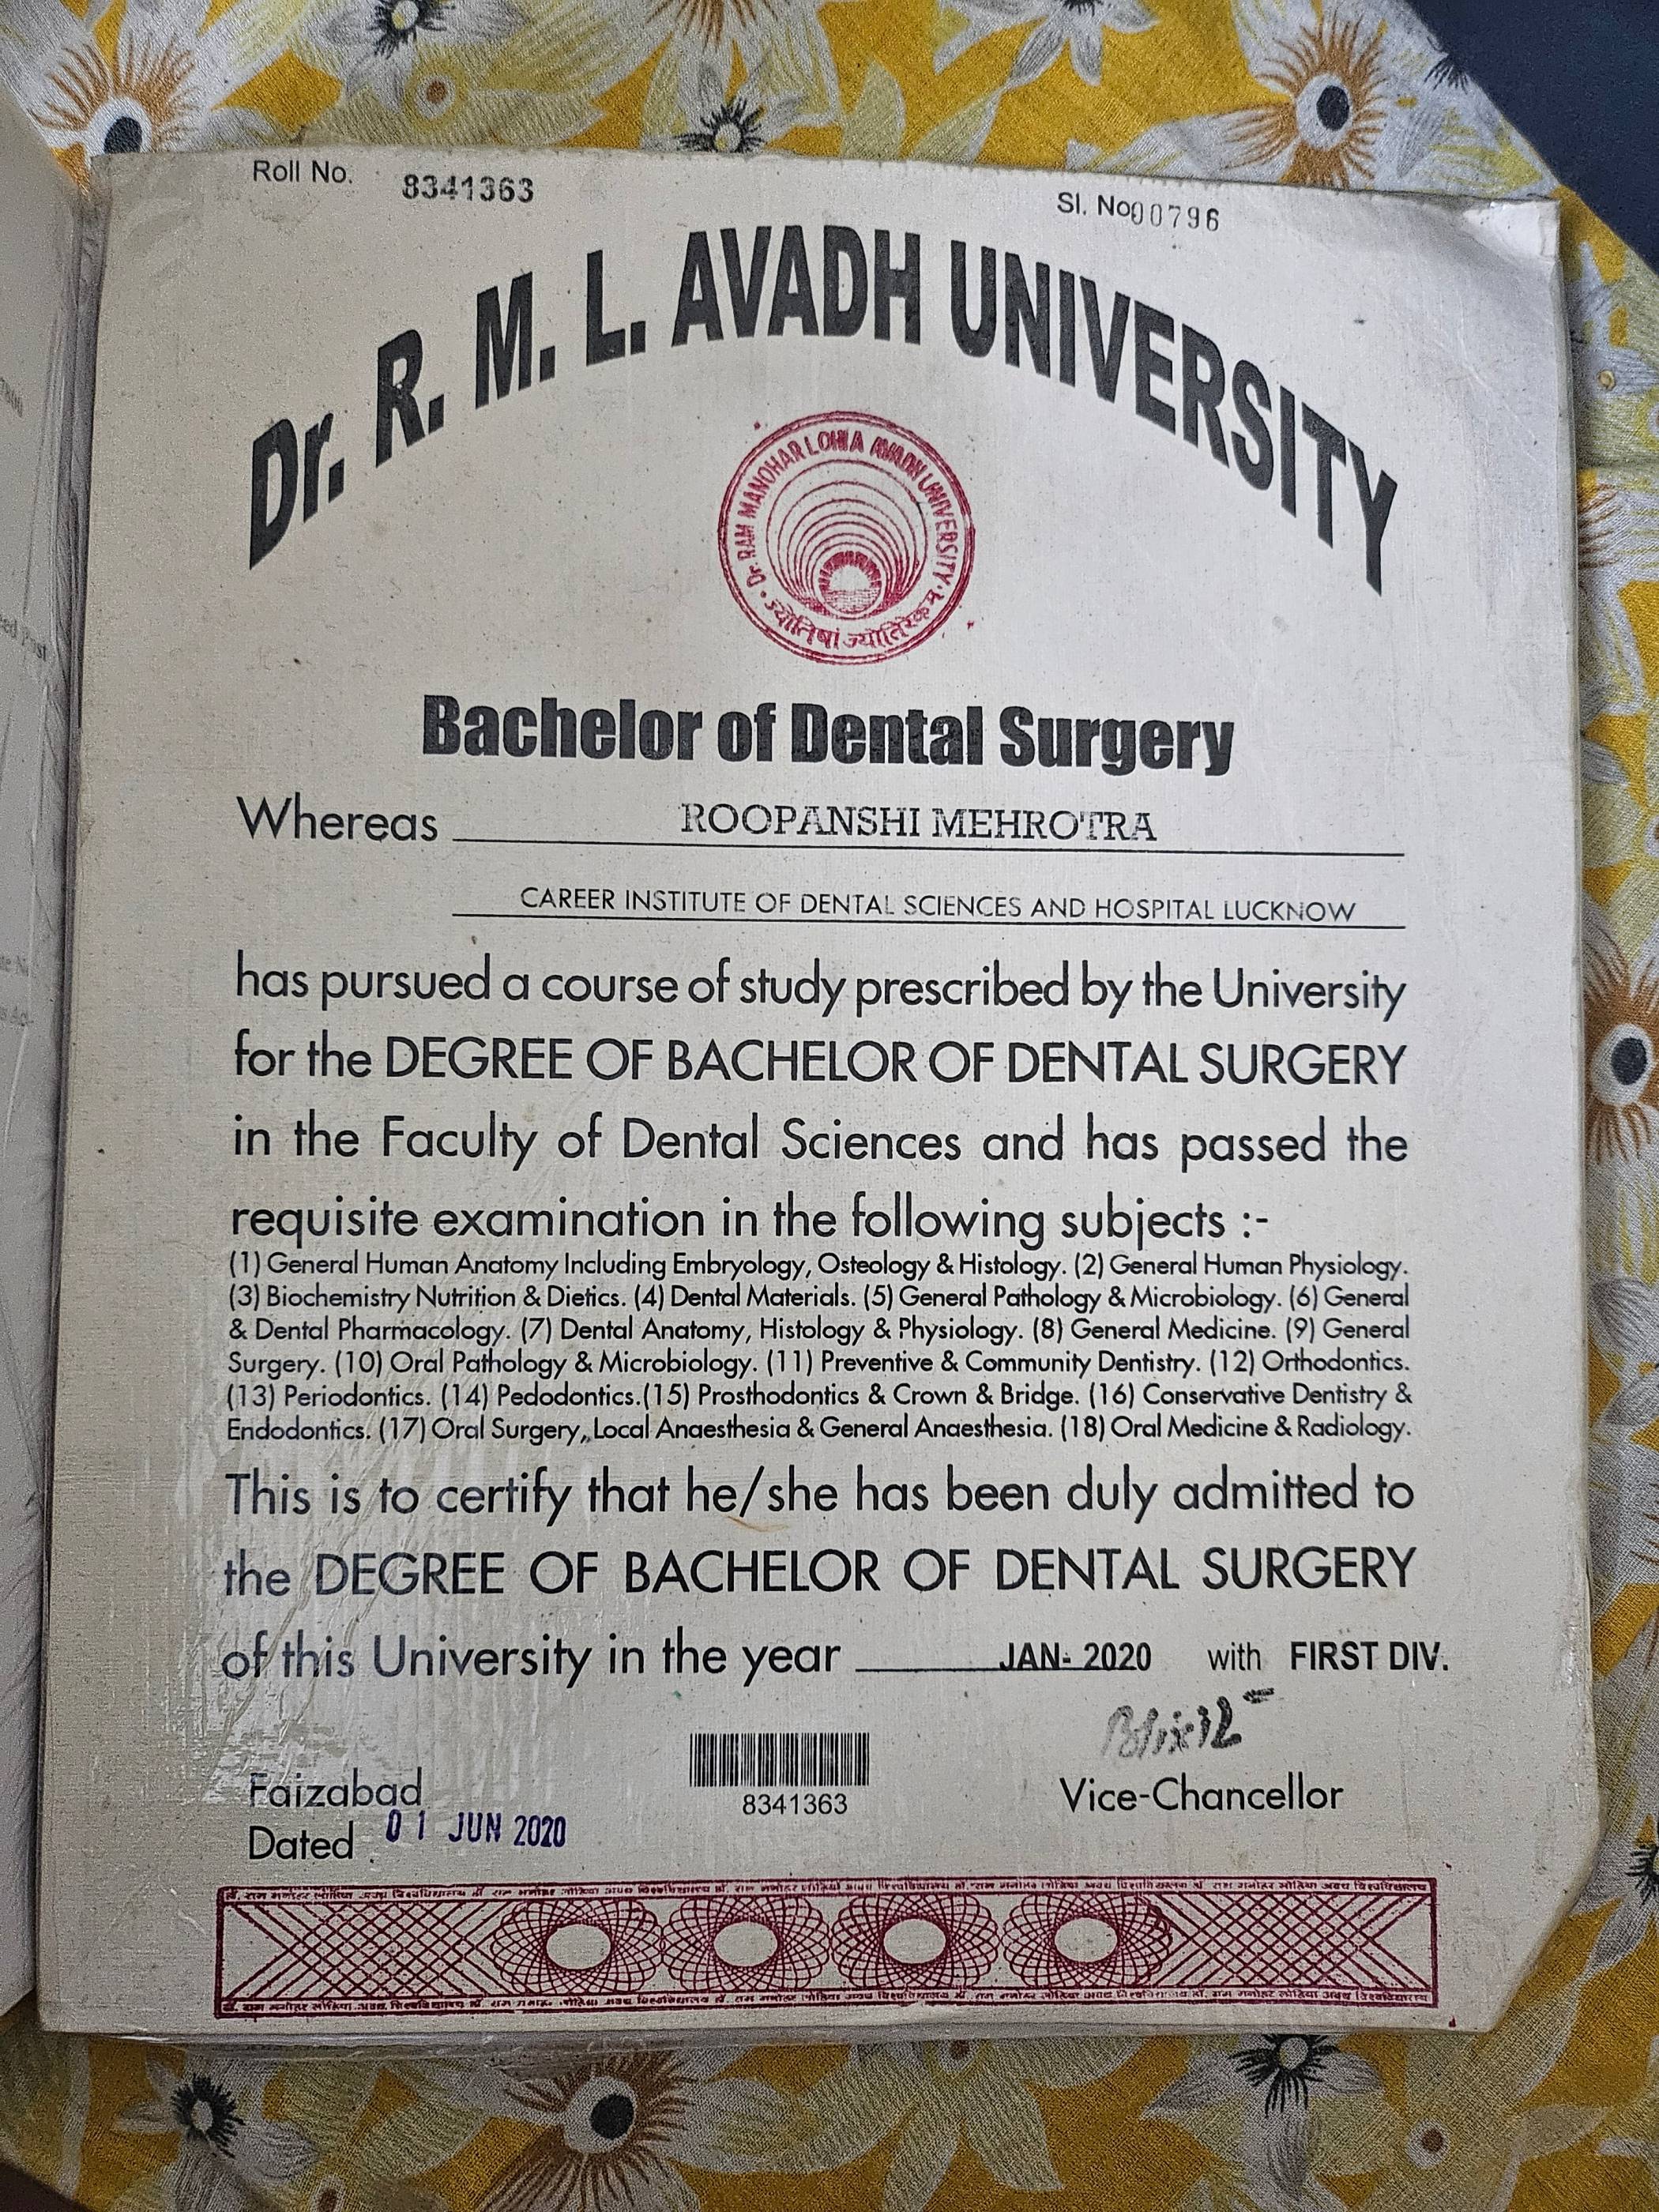 Roll No. 8341363
Sl. No 00796
Dr. R. M. L. AVADH UNIVERSITY
Dr RAM MANOHAR LOHIA AVADH UNIVERSITY
ज्योतिषां ज्योतिरेकम्
Bachelor of Dental Surgery
Whereas ROOPANSHI MEHROTRA
CAREER INSTITUTE OF DENTAL SCIENCES AND HOSPITAL LUCKNOW
has pursued a course of study prescribed by the University
for the DEGREE OF BACHELOR OF DENTAL SURGERY
in the Faculty of Dental Sciences and has passed the
requisite examination in the following subjects :-
(1) General Human Anatomy Including Embryology, Osteology & Histology. (2) General Human Physiology.
(3) Biochemistry Nutrition & Dietics. (4) Dental Materials. (5) General Pathology & Microbiology. (6) General
& Dental Pharmacology. (7) Dental Anatomy, Histology & Physiology. (8) General Medicine. (9) General
Surgery. (10) Oral Pathology & Microbiology. (11) Preventive & Community Dentistry. (12) Orthodontics.
(13) Periodontics. (14) Pedodontics.(15) Prosthodontics & Crown & Bridge. (16) Conservative Dentistry &
Endodontics. (17) Oral Surgery, Local Anaesthesia & General Anaesthesia. (18) Oral Medicine & Radiology.
This is to certify that he/she has been duly admitted to
the DEGREE OF BACHELOR OF DENTAL SURGERY
of this University in the year JAN- 2020 with FIRST DIV.
Faizabad
8341363
Vice-Chancellor
Dated 01 JUN 2020